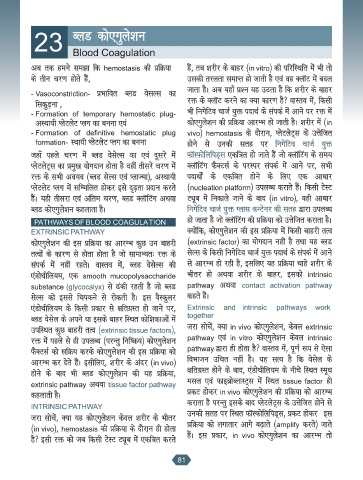 23 ब्लड कोएगुलेशन
Blood Coagulation
अब तक हमने समझा कि hemostasis की प्रक्रिया
के तीन चरण होते हैं,
- Vasoconstriction- प्रभावित ब्लड वेसेल्स का
सिकुड़ना ,
- Formation of temporary hemostatic plug-
अस्थायी प्लेटलेट प्लग का बनना एवं
- Formation of definitive hemostatic plug
formation- स्थायी प्लेटलेट प्लग का बनना
जहाँ पहले चरण में ब्लड वेसेल्स का एवं दूसरे में
प्लेटलेट्स का प्रमुख योगदान होता है वहीं तीसरे चरण में
रक्त के सभी अवयव (ब्लड सेल्स एवं प्लाज्मा), अस्थायी
प्लेटलेट प्लग में सम्मिलित होकर इसे दृढ़ता प्रदान करते
हैं। यही तीसरा एवं अंतिम चरण, ब्लड क्लॉटिंग अथवा
ब्लड कोएगुलेशन कहलाता है।
PATHWAYS OF BLOOD COAGULATION
EXTRINSIC PATHWAY
कोएगुलेशन की इस प्रक्रिया का आरम्भ कुछ उन बाहरी
तत्वों के कारण से होता होता है जो सामान्यतः रक्त के
संपर्क में नहीं रहते। वास्तव में, ब्लड वेसेल्स की
एंडोथीलियम, एक smooth mucopolysaccharide
substance (glycocalyx) से ढंकी रहती है जो ब्लड
सेल्स को इससे चिपकने से रोकती है। इस वैस्कुलर
एंडोथीलियम के किसी प्रकार से क्षतिग्रस्त हो जाने पर,
ब्लड वेसेल के अपने या इसके बाहर स्थित कोशिकाओं में
उपस्थित कुछ बाहरी तत्व (extrinsic tissue factors),
रक्त में पहले से ही उपलब्ध (परन्तु निष्क्रिय) कोएगुलेशन
फैक्टर्स को सक्रिय करके कोएगुलेशन की इस प्रक्रिया को
आरम्भ कर देते हैं। इसीलिए, शरीर के अंदर (in vivo)
होने के बाद भी ब्लड कोएगुलेशन की यह प्रक्रिया,
extrinsic pathway अथवा tissue factor pathway
कहलाती है।
INTRINSIC PATHWAY
जरा सोचें, क्या यह कोएगुलेशन केवल शरीर के भीतर
(in vivo), hemostasis की प्रक्रिया के दौरान ही होता
है? इसी रक्त को जब किसी टेस्ट ट्यूब में एकत्रित करते
हैं, तब शरीर के बाहर (in vitro) की परिस्थिति में भी तो
उसकी तरलता समाप्त हो जाती है एवं वह क्लॉट में बदल
जाता है। अब यहाँ प्रश्न यह उठता है कि शरीर के बाहर
रक्त के क्लॉट करने का क्या कारण है? वास्तव में, किसी
भी निगेटिव चार्ज युक्त पदार्थ के संपर्क में आने पर रक्त में
कोएगुलेशन की प्रक्रिया आरम्भ हो जाती है। शरीर में (in
vivo) hemostasis के दौरान, प्लेटलेट्स के उत्तेजित
होने से उनकी सतह पर निगेटिव चार्ज युक्त
फॉस्फोलिपिड्स एकत्रित हो जाते हैं जो क्लॉटिंग के समय
क्लॉटिंग फैक्टर्स के परस्पर संपर्क में आने पर, सभी
पदार्थों के एकत्रित होने के लिए एक आधार
(nucleation platform) उपलब्ध कराते हैं। किसी टेस्ट
ट्यूब में निकाले जाने के बाद (in vitro), यही आधार
निगेटिव चार्ज युक्त ग्लास कन्टेनर की सतह द्वारा उपलब्ध
हो जाता है जो क्लॉटिंग की प्रक्रिया को उत्तेजित कराता है।
क्योंकि, कोएगुलेशन की इस प्रक्रिया में किसी बाहरी तत्व
(extrinsic factor) का योगदान नहीं है तथा यह ब्लड
सेल्स के किसी निगेटिव चार्ज युक्त पदार्थ के संपर्क में आने
से आरम्भ हो रही है, इसलिए यह प्रक्रिया चाहे शरीर के
भीतर हो अथवा शरीर के बाहर, इसको intrinsic
pathway अथवा contact activation pathway
कहते हैं।
Extrinsic and intrinsic pathways work
together
जरा सोचें, क्या in vivo कोएगुलेशन, केवल extrinsic
pathway एवं in vitro कोएगुलेशन केवल intrinsic
pathway द्वारा ही होता है? वास्तव में, पूर्ण रूप से ऐसा
विभाजन उचित नहीं है। यह सत्य है कि वेसेल के
क्षतिग्रस्त होने के बाद, एंडोथीलियम के नीचे स्थित स्मूथ
मसल एवं फाइब्रोब्लास्ट्स में स्थित tissue factor ही
प्रकट होकर in vivo कोएगुलेशन की प्रक्रिया को आरम्भ
कराता है परन्तु इसके बाद प्लेटलेट्स के उत्तेजित होने से
उनकी सतह पर स्थित फॉस्फोलिपिड्स, प्रकट होकर इस
प्रक्रिया को लगातार आगे बढ़ाते (amplify करते) जाते
हैं। इस प्रकार, in vivo कोएगुलेशन का आरम्भ तो
81